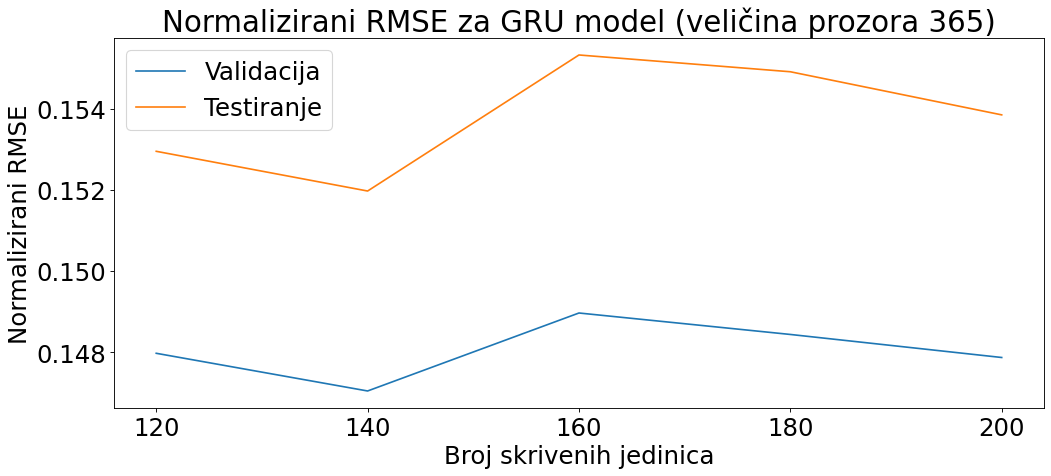 Normalizirani RMSE za GRU model (veličina prozora 365)
Validacija
Testiranje
Normalizirani RMSE
0.154
0.152
0.150
0.148
120 140 160 180 200
Broj skrivenih jedinica